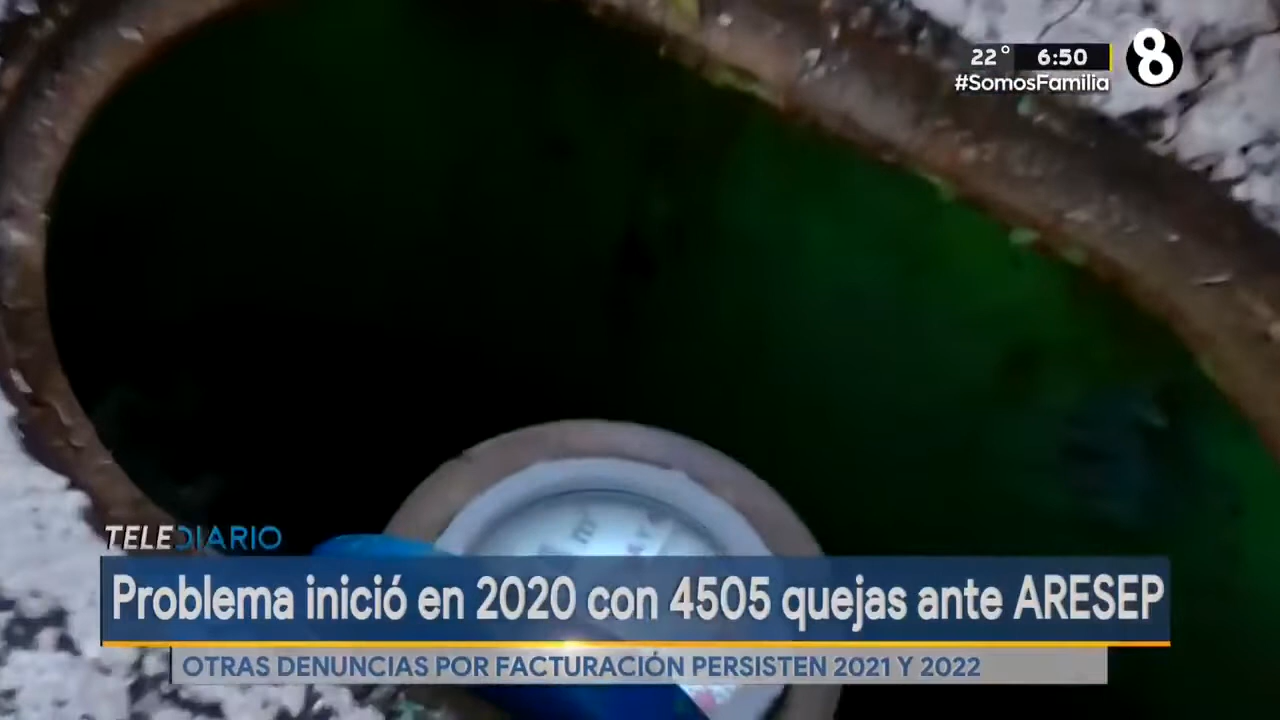 22° 6:50
8
#SomosFamilia
TELEDIARIO
Problema inició en 2020 con 4505 quejas ante ARESEP
OTRAS DENUNCIAS POR FACTURACIÓN PERSISTEN 2021 Y 2022
m³